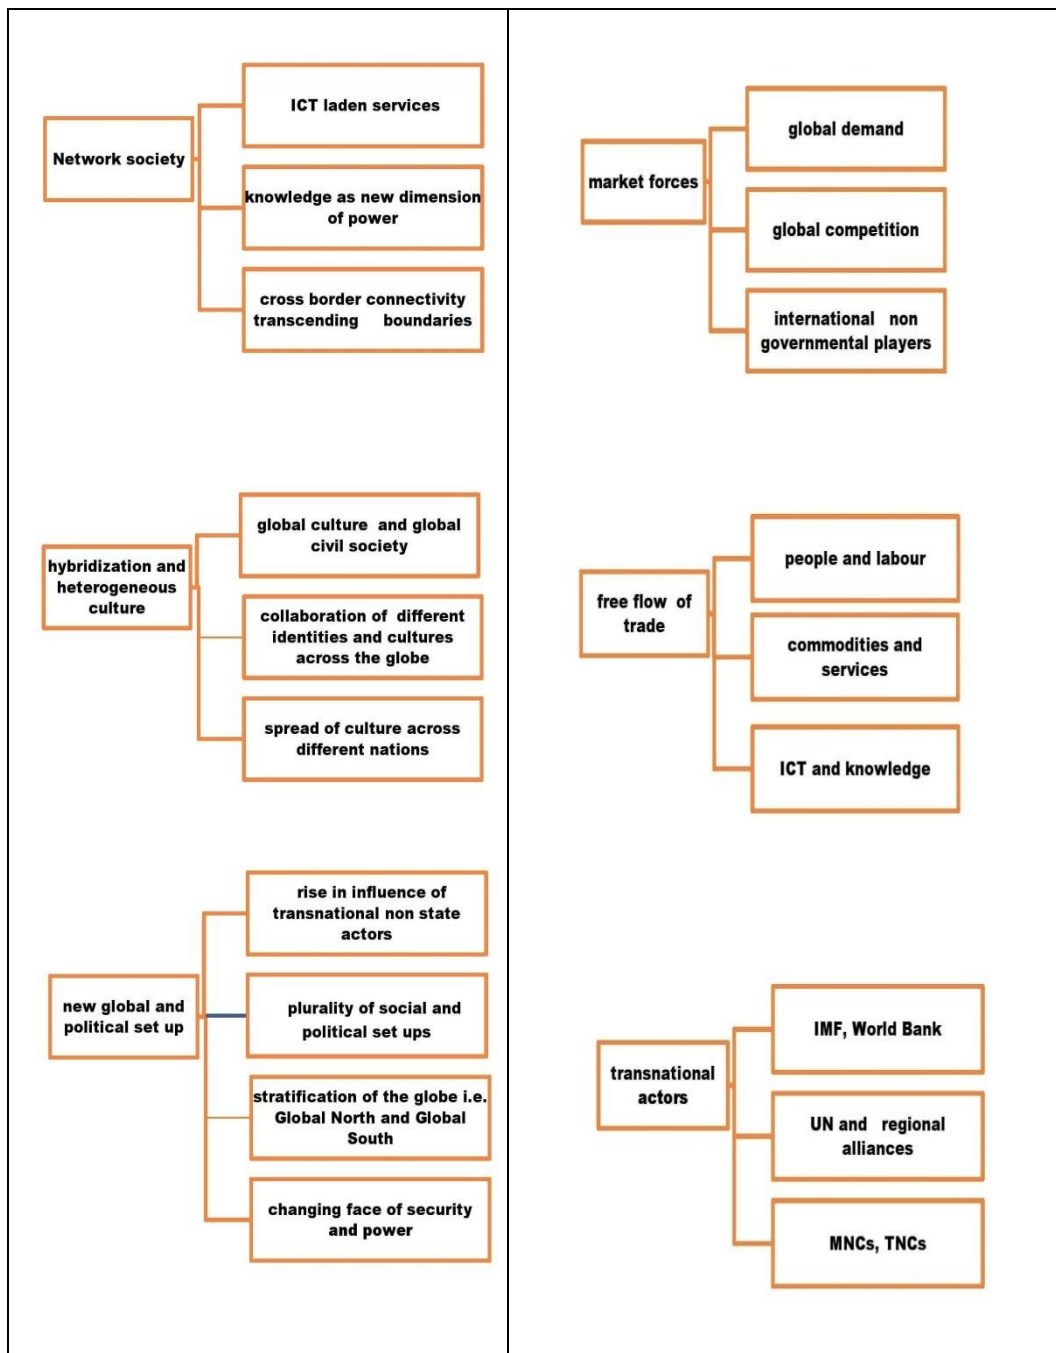 Network society
ICT laden services
knowledge as new dimension
of power
cross border connectivity
transcending boundaries
hybridization and
heterogeneous
culture
global culture and global
civil society
collaboration of different
identities and cultures
across the globe
spread of culture across
different nations
new global and
political set up
rise in influence of
transnational non state
actors
plurality of social and
political set ups
stratification of the globe i.e.
Global North and Global
South
changing face of security
and power
market forces
global demand
global competition
international non
governmental players
free flow of
trade
people and labour
commodities and
services
ICT and knowledge
transnational
actors
IMF, World Bank
UN and regional
alliances
MNCs, TNCs